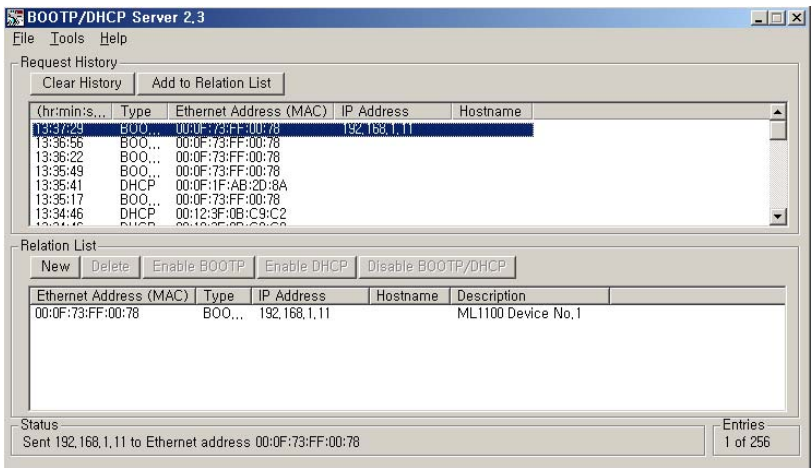 BOOTP/DHCP Server 2.3
File Tools Help
Request History
Clear History Add to Relation List
(hr:min:s... Type Ethernet Address (MAC) IP Address Hostname
13:37:29 BOO... 00:0F:73:FF:00:78 192.168.1.11
13:36:56 BOO... 00:0F:73:FF:00:78
13:36:22 BOO... 00:0F:73:FF:00:78
13:35:49 BOO... 00:0F:73:FF:00:78
13:35:41 DHCP 00:0F:1F:AB:2D:8A
13:35:17 BOO... 00:0F:73:FF:00:78
13:34:46 DHCP 00:12:3F:0B:C9:C2
Relation List
New Delete Enable BOOTP Enable DHCP Disable BOOTP/DHCP
Ethernet Address (MAC) Type IP Address Hostname Description
00:0F:73:FF:00:78 BOO... 192.168.1.11 ML1100 Device No.1
Status Entries
Sent 192.168.1.11 to Ethernet address 00:0F:73:FF:00:78 1 of 256